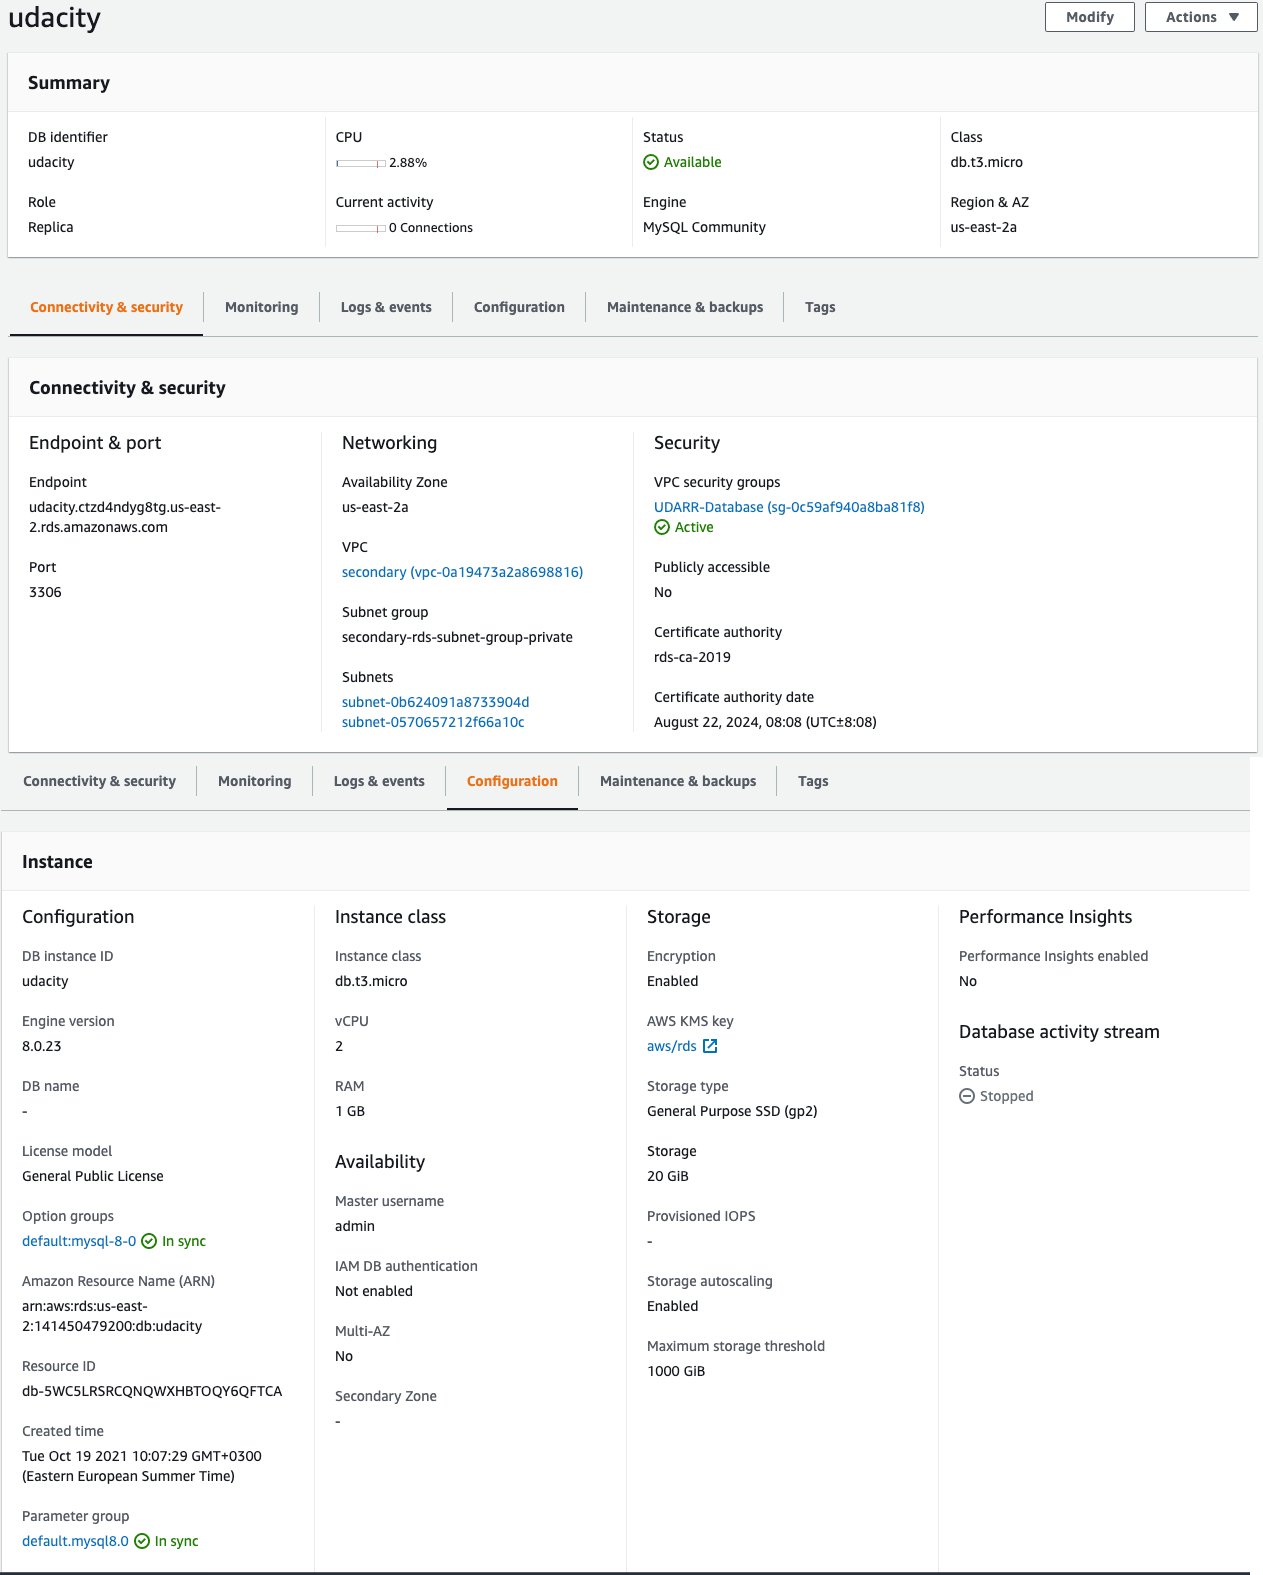 udacity
Modify
Actions
Summary
DB identifier
udacity
CPU
2.88%
Status
Available
Class
db.t3.micro
Role
Replica
Current activity
0 Connections
Engine
MySQL Community
Region & AZ
us-east-2a
Connectivity & security
Monitoring
Logs & events
Configuration
Maintenance & backups
Tags
Connectivity & security
Endpoint & port
Endpoint
udacity.ctzd4ndyg8tg.us-east-
2.rds.amazonaws.com
Port
3306
Networking
Availability Zone
us-east-2a
VPC
secondary (vpc-0a19473a2a8698816)
Subnet group
secondary-rds-subnet-group-private
Subnets
subnet-0b624091a8733904d
subnet-0570657212f66a10c
Security
VPC security groups
UDARR-Database (sg-0c59af940a8ba81f8)
Active
Publicly accessible
No
Certificate authority
rds-ca-2019
Certificate authority date
August 22, 2024, 08:08 (UTC±8:08)
Connectivity & security
Monitoring
Logs & events
Configuration
Maintenance & backups
Tags
Instance
Configuration
DB instance ID
udacity
Engine version
8.0.23
DB name
-
License model
General Public License
Option groups
default:mysql-8-0 In sync
Amazon Resource Name (ARN)
arn:aws:rds:us-east-
2:141450479200:db:udacity
Resource ID
db-5WC5LRSRCQNQWXHBTOQY6QFTCA
Created time
Tue Oct 19 2021 10:07:29 GMT+0300
(Eastern European Summer Time)
Parameter group
default.mysql8.0 In sync
Instance class
Instance class
db.t3.micro
vCPU
2
RAM
1 GB
Availability
Master username
admin
IAM DB authentication
Not enabled
Multi-AZ
No
Secondary Zone
-
Storage
Encryption
Enabled
AWS KMS key
aws/rds
Storage type
General Purpose SSD (gp2)
Storage
20 GiB
Provisioned IOPS
-
Storage autoscaling
Enabled
Maximum storage threshold
1000 GiB
Performance Insights
Performance Insights enabled
No
Database activity stream
Status
Stopped